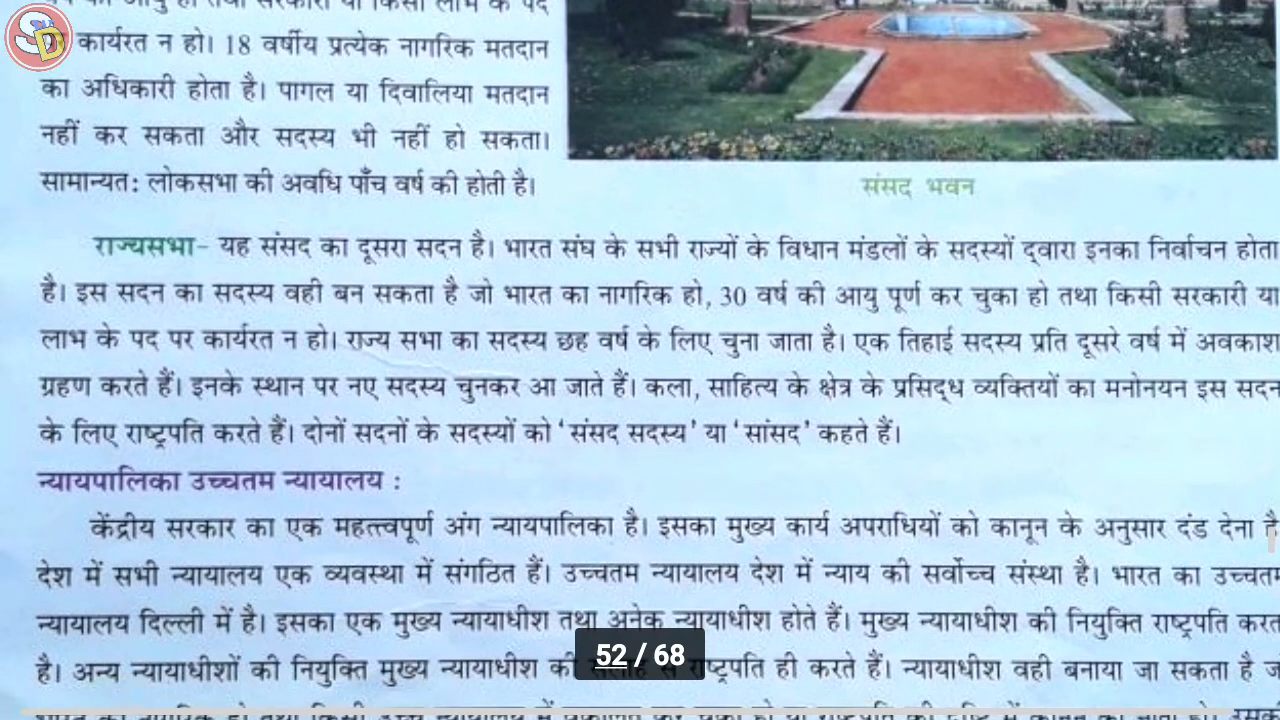 कार्यरत न हो। 18 वर्षीय प्रत्येक नागरिक मतदान
का अधिकारी होता है। पागल या दिवालिया मतदान
नहीं कर सकता और सदस्य भी नहीं हो सकता।
सामान्यत: लोकसभा की अवधि पाँच वर्ष की होती है।
संसद भवन
राज्यसभा- यह संसद का दूसरा सदन है। भारत संघ के सभी राज्यों के विधान मंडलों के सदस्यों द्वारा इनका निर्वाचन होता
है। इस सदन का सदस्य वही बन सकता है जो भारत का नागरिक हो, 30 वर्ष की आयु पूर्ण कर चुका हो तथा किसी सरकारी या
लाभ के पद पर कार्यरत न हो। राज्य सभा का सदस्य छह वर्ष के लिए चुना जाता है। एक तिहाई सदस्य प्रति दूसरे वर्ष में अवकाश
ग्रहण करते हैं। इनके स्थान पर नए सदस्य चुनकर आ जाते हैं। कला, साहित्य के क्षेत्र के प्रसिद्ध व्यक्तियों का मनोनयन इस सदन
के लिए राष्ट्रपति करते हैं। दोनों सदनों के सदस्यों को 'संसद सदस्य' या 'सांसद' कहते हैं।
न्यायपालिका उच्चतम न्यायालय :
केंद्रीय सरकार का एक महत्त्वपूर्ण अंग न्यायपालिका है। इसका मुख्य कार्य अपराधियों को कानून के अनुसार दंड देना
देश में सभी न्यायालय एक व्यवस्था में संगठित हैं। उच्चतम न्यायालय देश में न्याय की सर्वोच्च संस्था है। भारत का
न्यायालय दिल्ली में है। इसका एक मुख्य न्यायाधीश तथा अनेक न्यायाधीश होते हैं। मुख्य न्यायाधीश की नियुक्ति राष्ट्रपति
52 / 68
है। अन्य न्यायाधीशों की नियुक्ति मुख्य न्यायाधीश की राष्ट्रपति ही करते हैं। न्यायाधीश वही बनाया जा सकता है